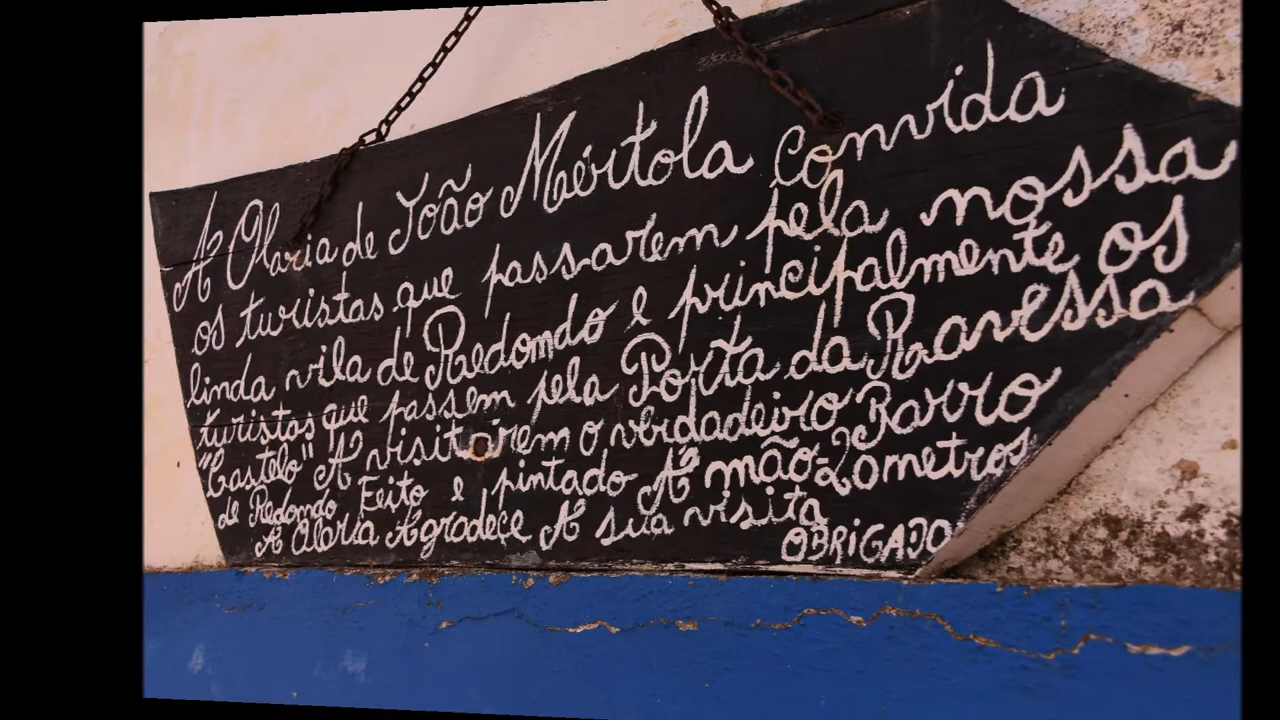 A Olaria de João Mértola convida
os turistas que passarem pela nossa
linda vila de Redondo e principalmente os
turistas que passem pela Porta da Ravessa
"Castelo" A visitarem o verdadeiro Barro
de Redondo Feito e pintado Á mão-20metros
A Olaria Agradece A sua visita
OBRIGADO